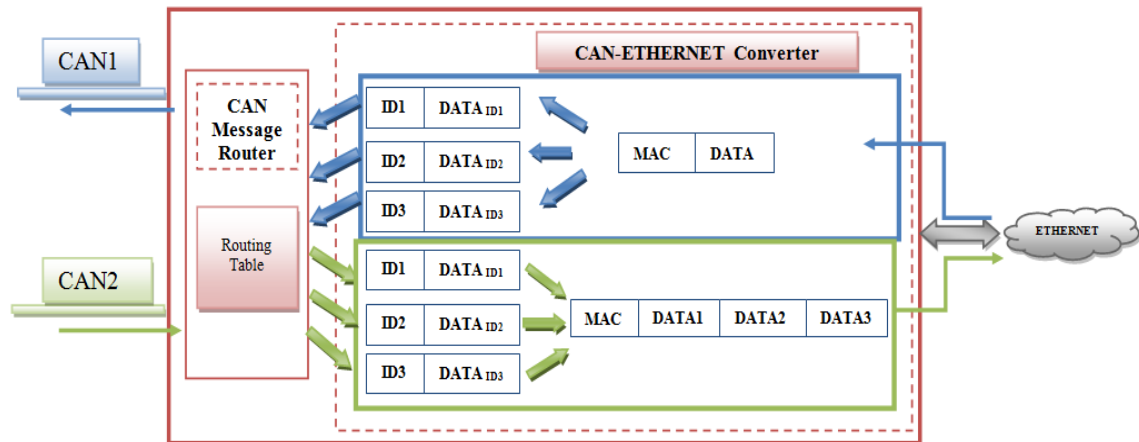 CAN-ETHERNET Converter
CAN1
CAN
Message
Router
ID1 DATA ID1
ID2 DATA ID2
ID3 DATA ID3
MAC DATA
ETHERNET
Routing
Table
CAN2
ID1 DATA ID1
ID2 DATA ID2
ID3 DATA ID3
MAC DATA1 DATA2 DATA3